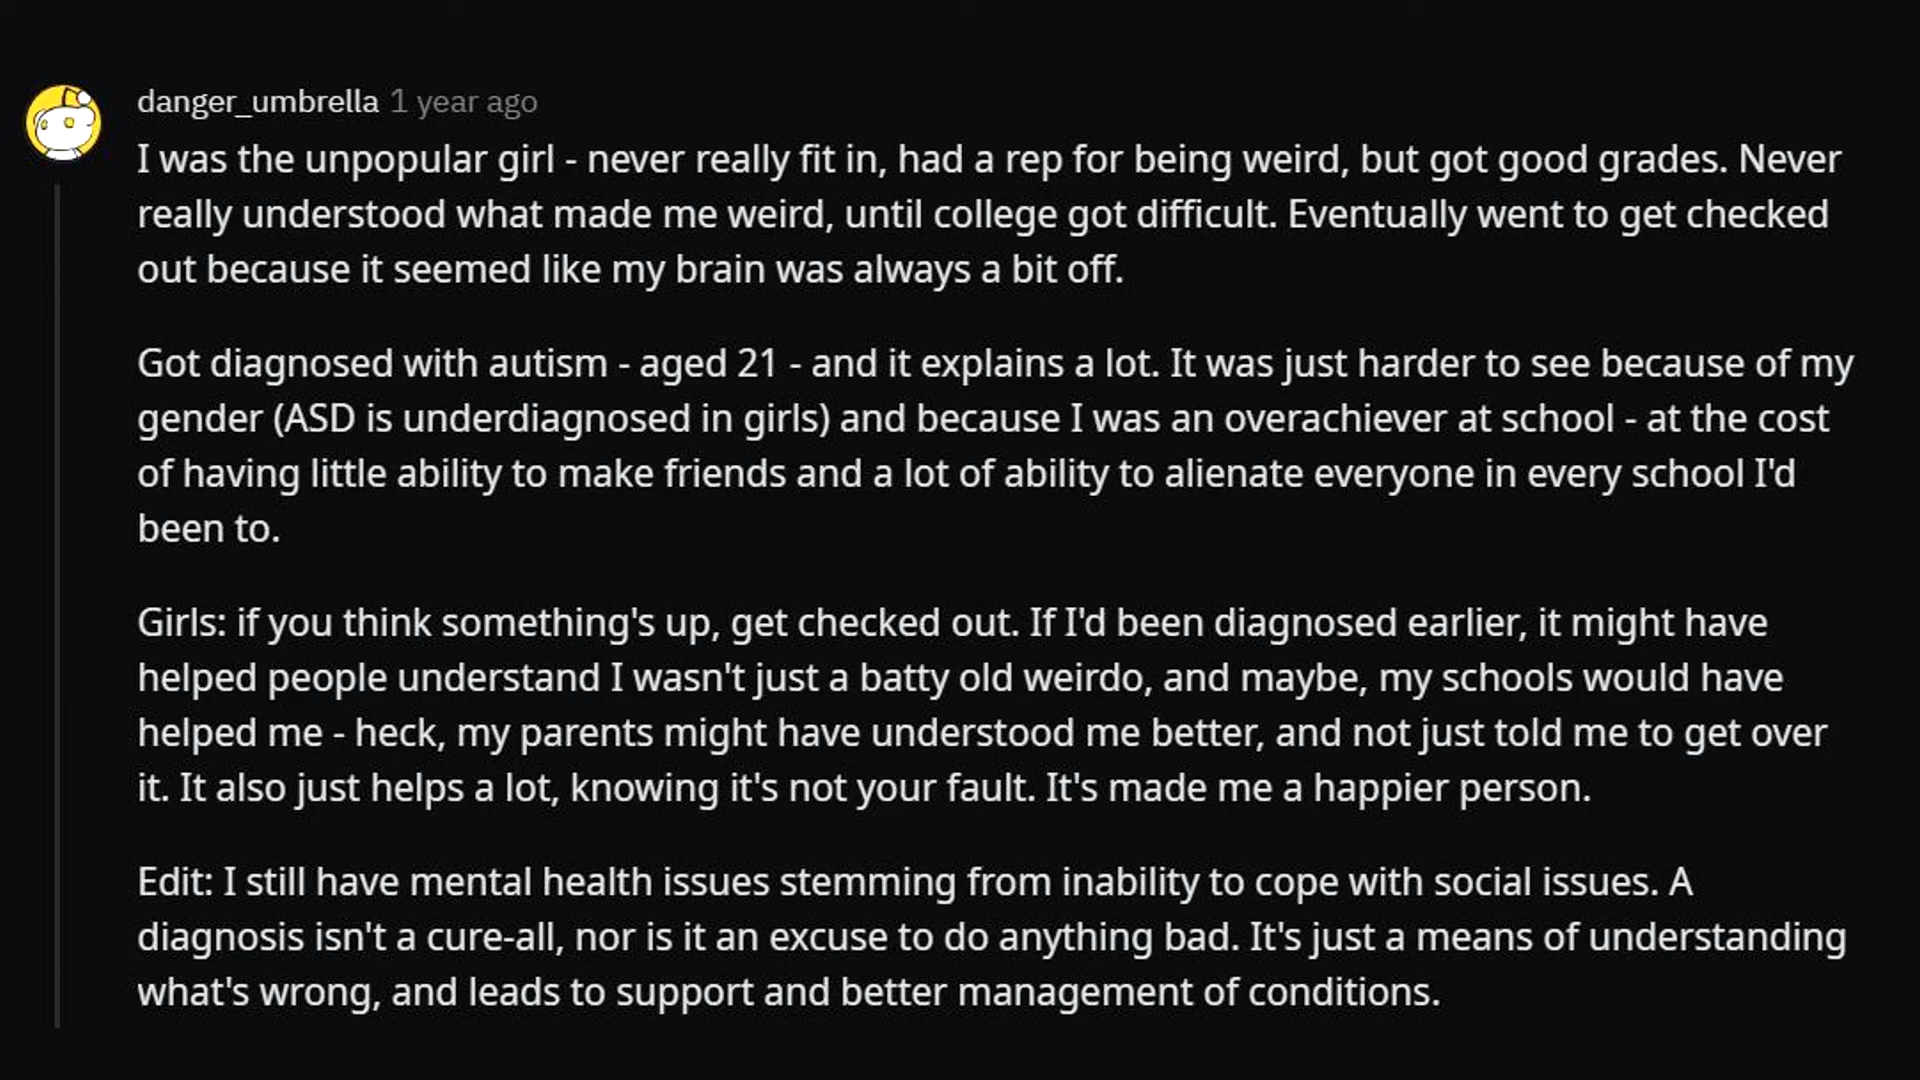 danger_umbrella 1 year ago
I was the unpopular girl - never really fit in, had a rep for being weird, but got good grades. Never
really understood what made me weird, until college got difficult. Eventually went to get checked
out because it seemed like my brain was always a bit off.
Got diagnosed with autism - aged 21 - and it explains a lot. It was just harder to see because of my
gender (ASD is underdiagnosed in girls) and because I was an overachiever at school - at the cost
of having little ability to make friends and a lot of ability to alienate everyone in every school I'd
been to.
Girls: if you think something's up, get checked out. If I'd been diagnosed earlier, it might have
helped people understand I wasn't just a batty old weirdo, and maybe, my schools would have
helped me - heck, my parents might have understood me better, and not just told me to get over
it. It also just helps a lot, knowing it's not your fault. It's made me a happier person.
Edit: I still have mental health issues stemming from inability to cope with social issues. A
diagnosis isn't a cure-all, nor is it an excuse to do anything bad. It's just a means of understanding
what's wrong, and leads to support and better management of conditions.